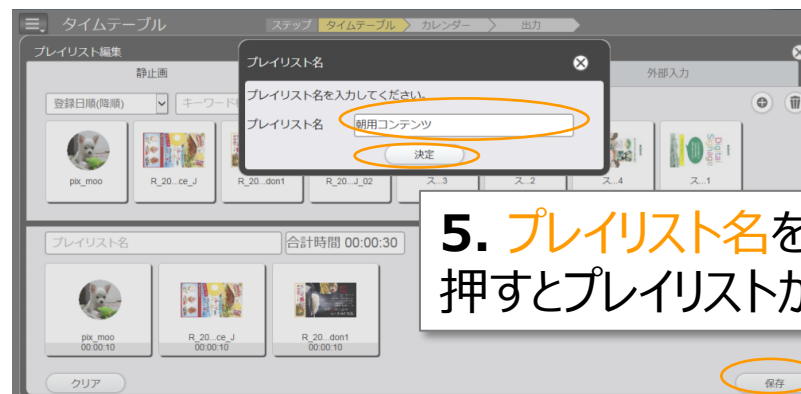 タイムテーブル
ステップ タイムテーブル カレンダー 出力
プレイリスト編集
静止画
外部入力
登録日順(降順)
キーワード
プレイリスト名
プレイリスト名を入力してください。
プレイリスト名 朝用コンテンツ
決定
pix_moo
R_20...ce_J
R_20...don1
R_20...J_02
ス...3
ス...2
ス...4
ス...1
Digital
Signage
プレイリスト名
合計時間 00:00:30
5. プレイリスト名を
押すとプレイリストが
pix_moo
00:00:10
R_20...ce_J
00:00:10
R_20...don1
00:00:10
クリア
保存